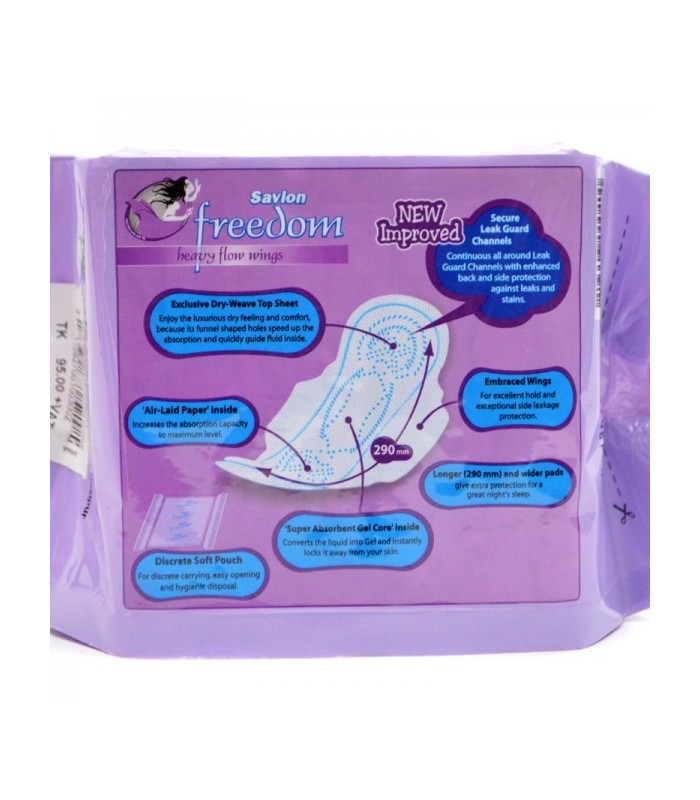 Savlon
freedom
heavy flow wings
NEW
Improved
Secure
Leak Guard
Channels
Continuous all around Leak
Guard Channels with enhanced
back and side protection
against leaks and
stains.
Exclusive Dry-Weave Top Sheet
Enjoy the luxurious dry feeling and comfort,
because its funnel shaped holes speed up the
absorption and quickly guide fluid inside.
'Air-Laid Paper' inside
Increases the absorption capacity
to maximum level.
Embraced Wings
For excellent hold and
exceptional side leakage
protection.
290 mm
Longer (290 mm) and wider pads
give extra protection for a
great night's sleep.
'Super Absorbent Gel Core' inside
Converts the liquid into Gel and Instantly
locks it away from your skin.
Discrete Soft Pouch
For discrete carrying, easy opening
and hygienic disposal.
TK 95.00